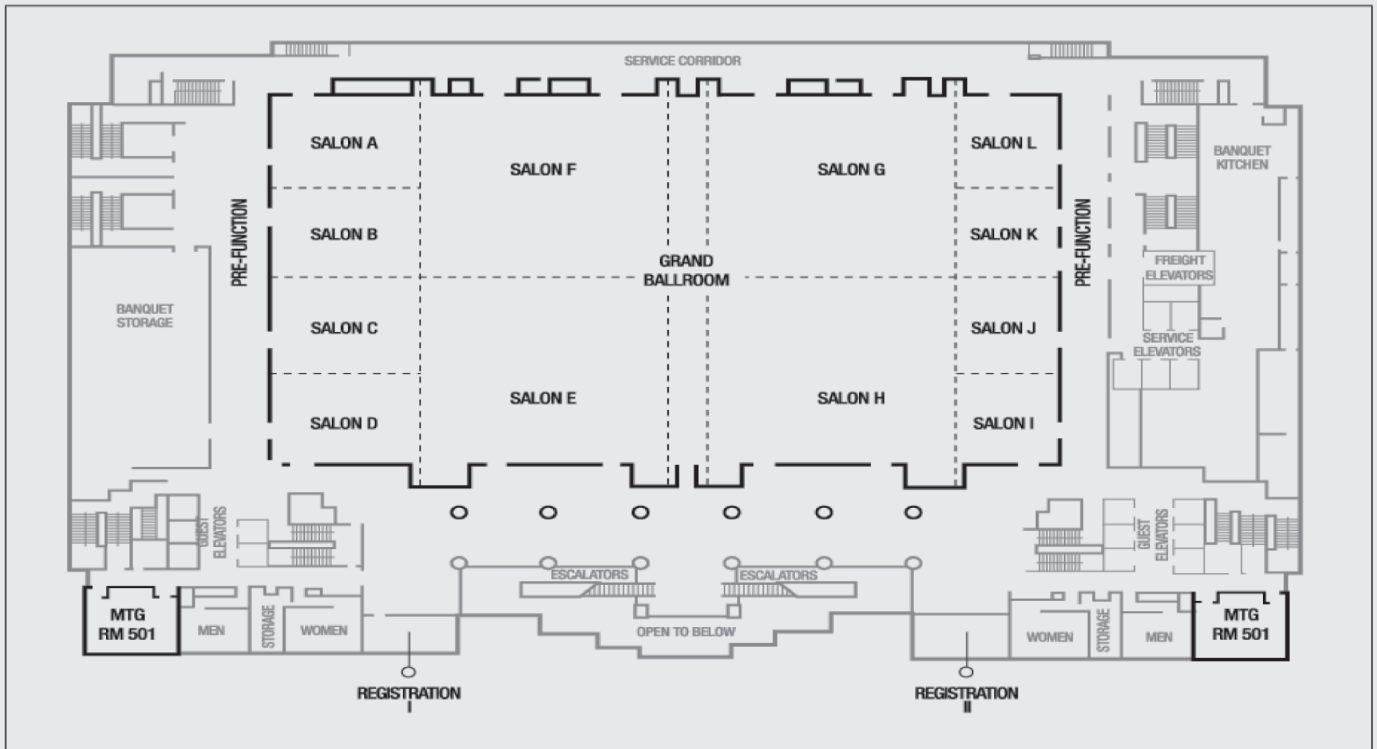 SERVICE CORRIDOR
SALON A
SALON F
SALON G
SALON L
BANQUET
KITCHEN
PRE-FUNCTION
SALON B
SALON K
PRE-FUNCTION
GRAND
BALLROOM
FREIGHT
ELEVATORS
BANQUET
STORAGE
SALON C
SALON J
SERVICE
ELEVATORS
SALON E
SALON H
SALON D
SALON I
GUEST
ELEVATORS
GUEST
ELEVATORS
ESCALATORS
ESCALATORS
MTG
RM 501
MEN
STORAGE
WOMEN
OPEN TO BELOW
WOMEN
STORAGE
MEN
MTG
RM 501
REGISTRATION
I
REGISTRATION
II